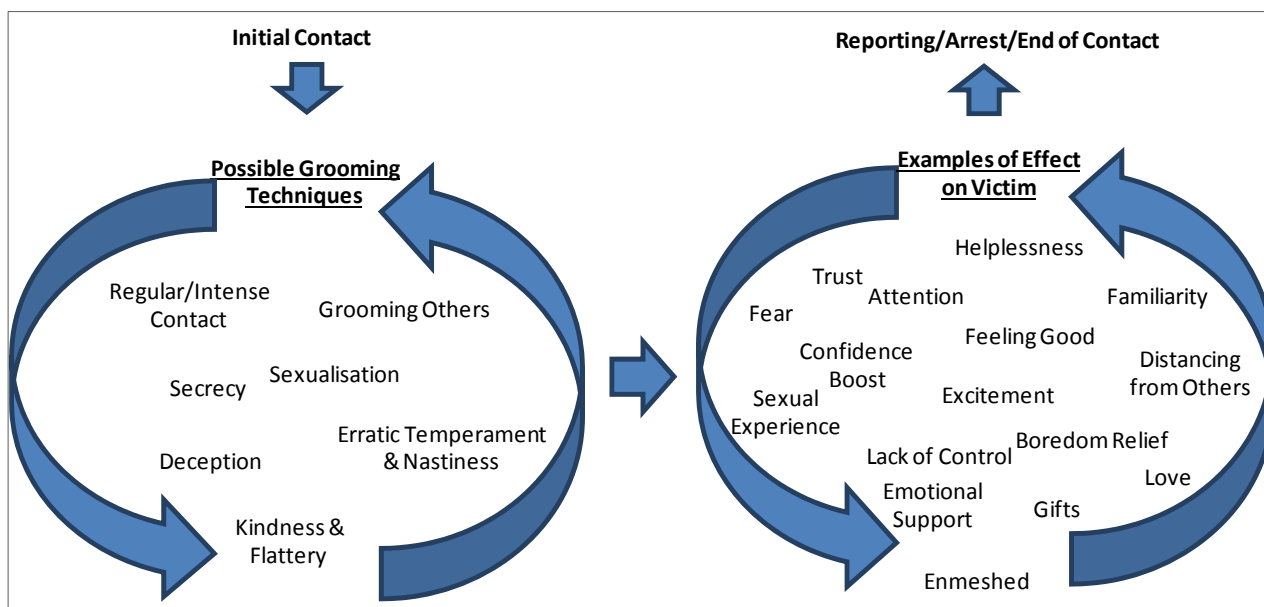 Initial Contact
Reporting/Arrest/End of Contact
Possible Grooming
Techniques
Regular/Intense
Contact
Grooming Others
Secrecy
Sexualisation
Deception
Erratic Temperament
& Nastiness
Kindness &
Flattery
Examples of Effect
on Victim
Helplessness
Trust
Attention
Familiarity
Fear
Feeling Good
Confidence
Boost
Distancing
from Others
Sexual
Experience
Excitement
Boredom Relief
Lack of Control
Love
Emotional
Support
Gifts
Enmeshed